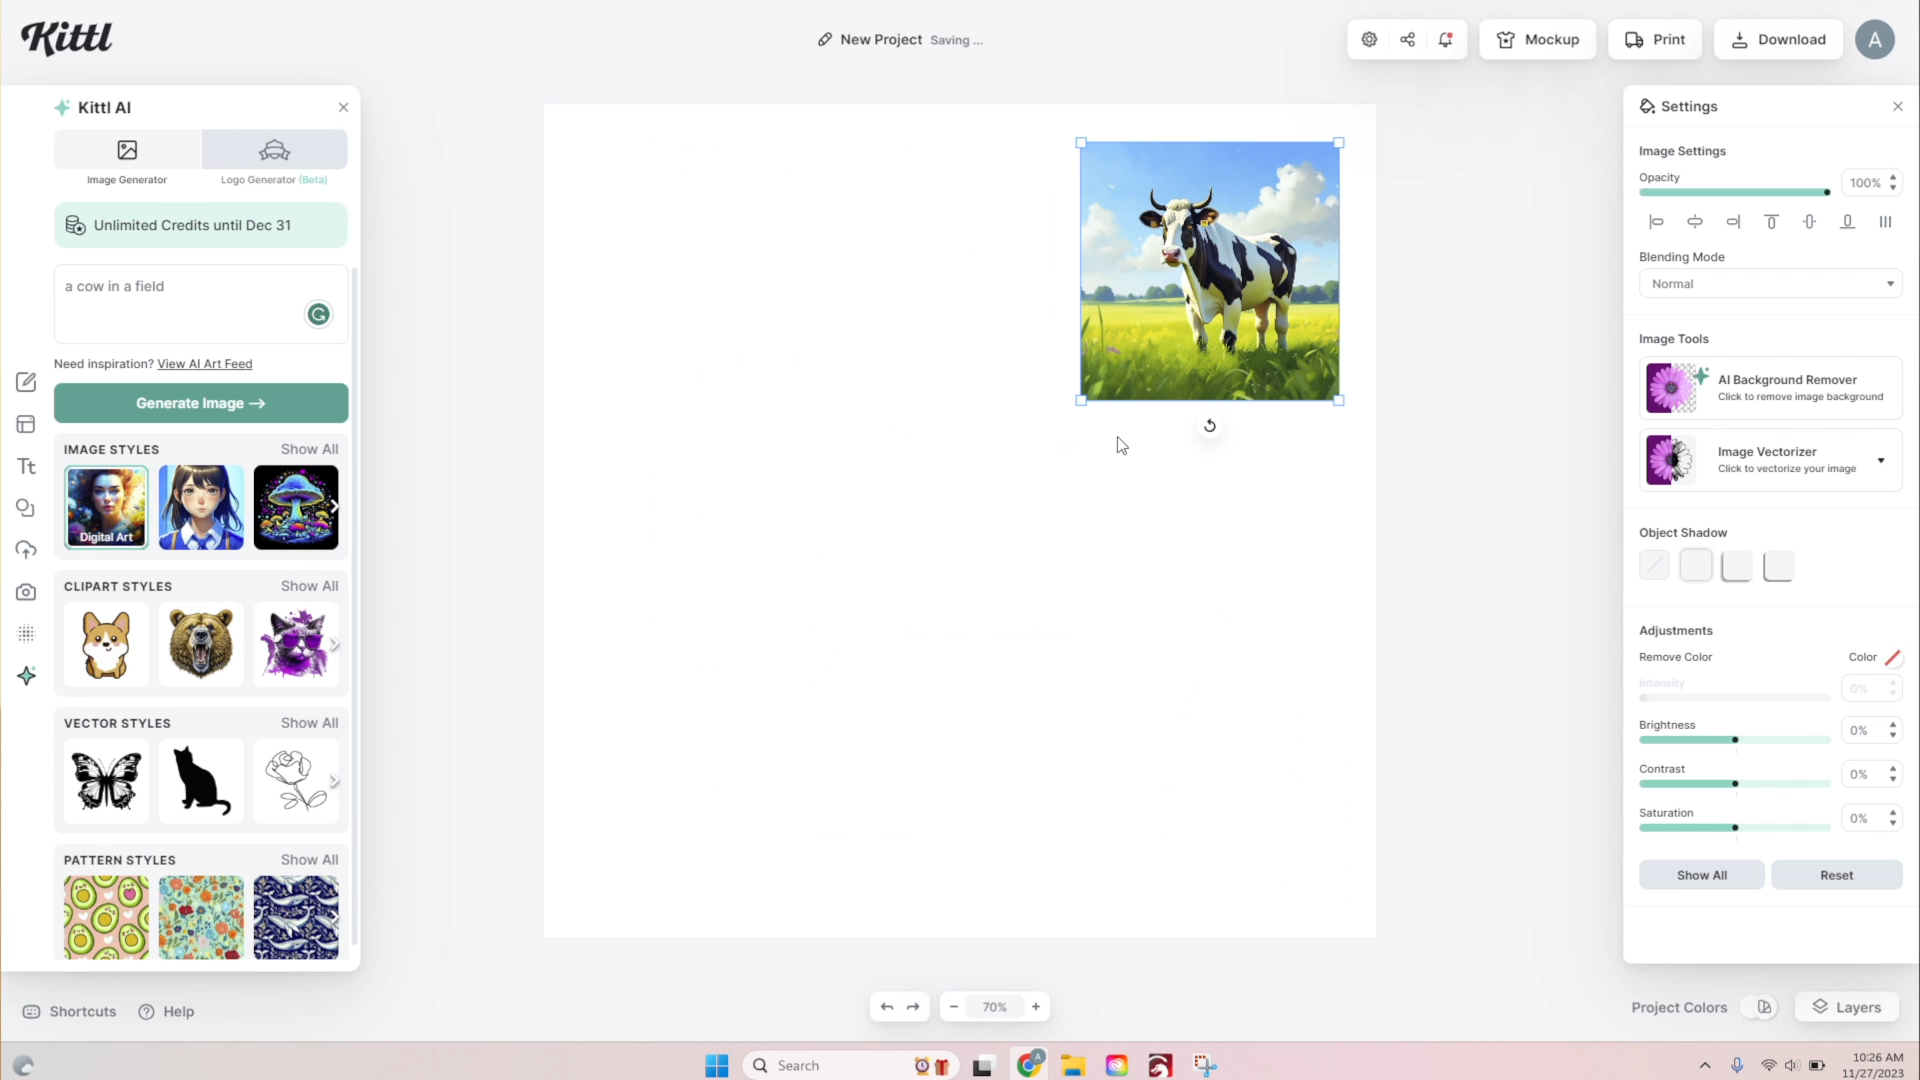 Kittl
New Project Saving ...
Mockup
Print
Download
A
Kittl AI
Image Generator
Logo Generator (Beta)
Unlimited Credits until Dec 31
a cow in a field
Need inspiration? View AI Art Feed
Generate Image →
IMAGE STYLES Show All
Digital Art
CLIPART STYLES Show All
VECTOR STYLES Show All
PATTERN STYLES Show All
Settings
Image Settings
Opacity
100%
Blending Mode
Normal
Image Tools
AI Background Remover
Click to remove image background
Image Vectorizer
Click to vectorize your image
Object Shadow
Adjustments
Remove Color Color
Intensity
0%
Brightness
0%
Contrast
0%
Saturation
0%
Show All Reset
Shortcuts Help
70%
Project Colors Layers
Search
10:26 AM
11/27/2023